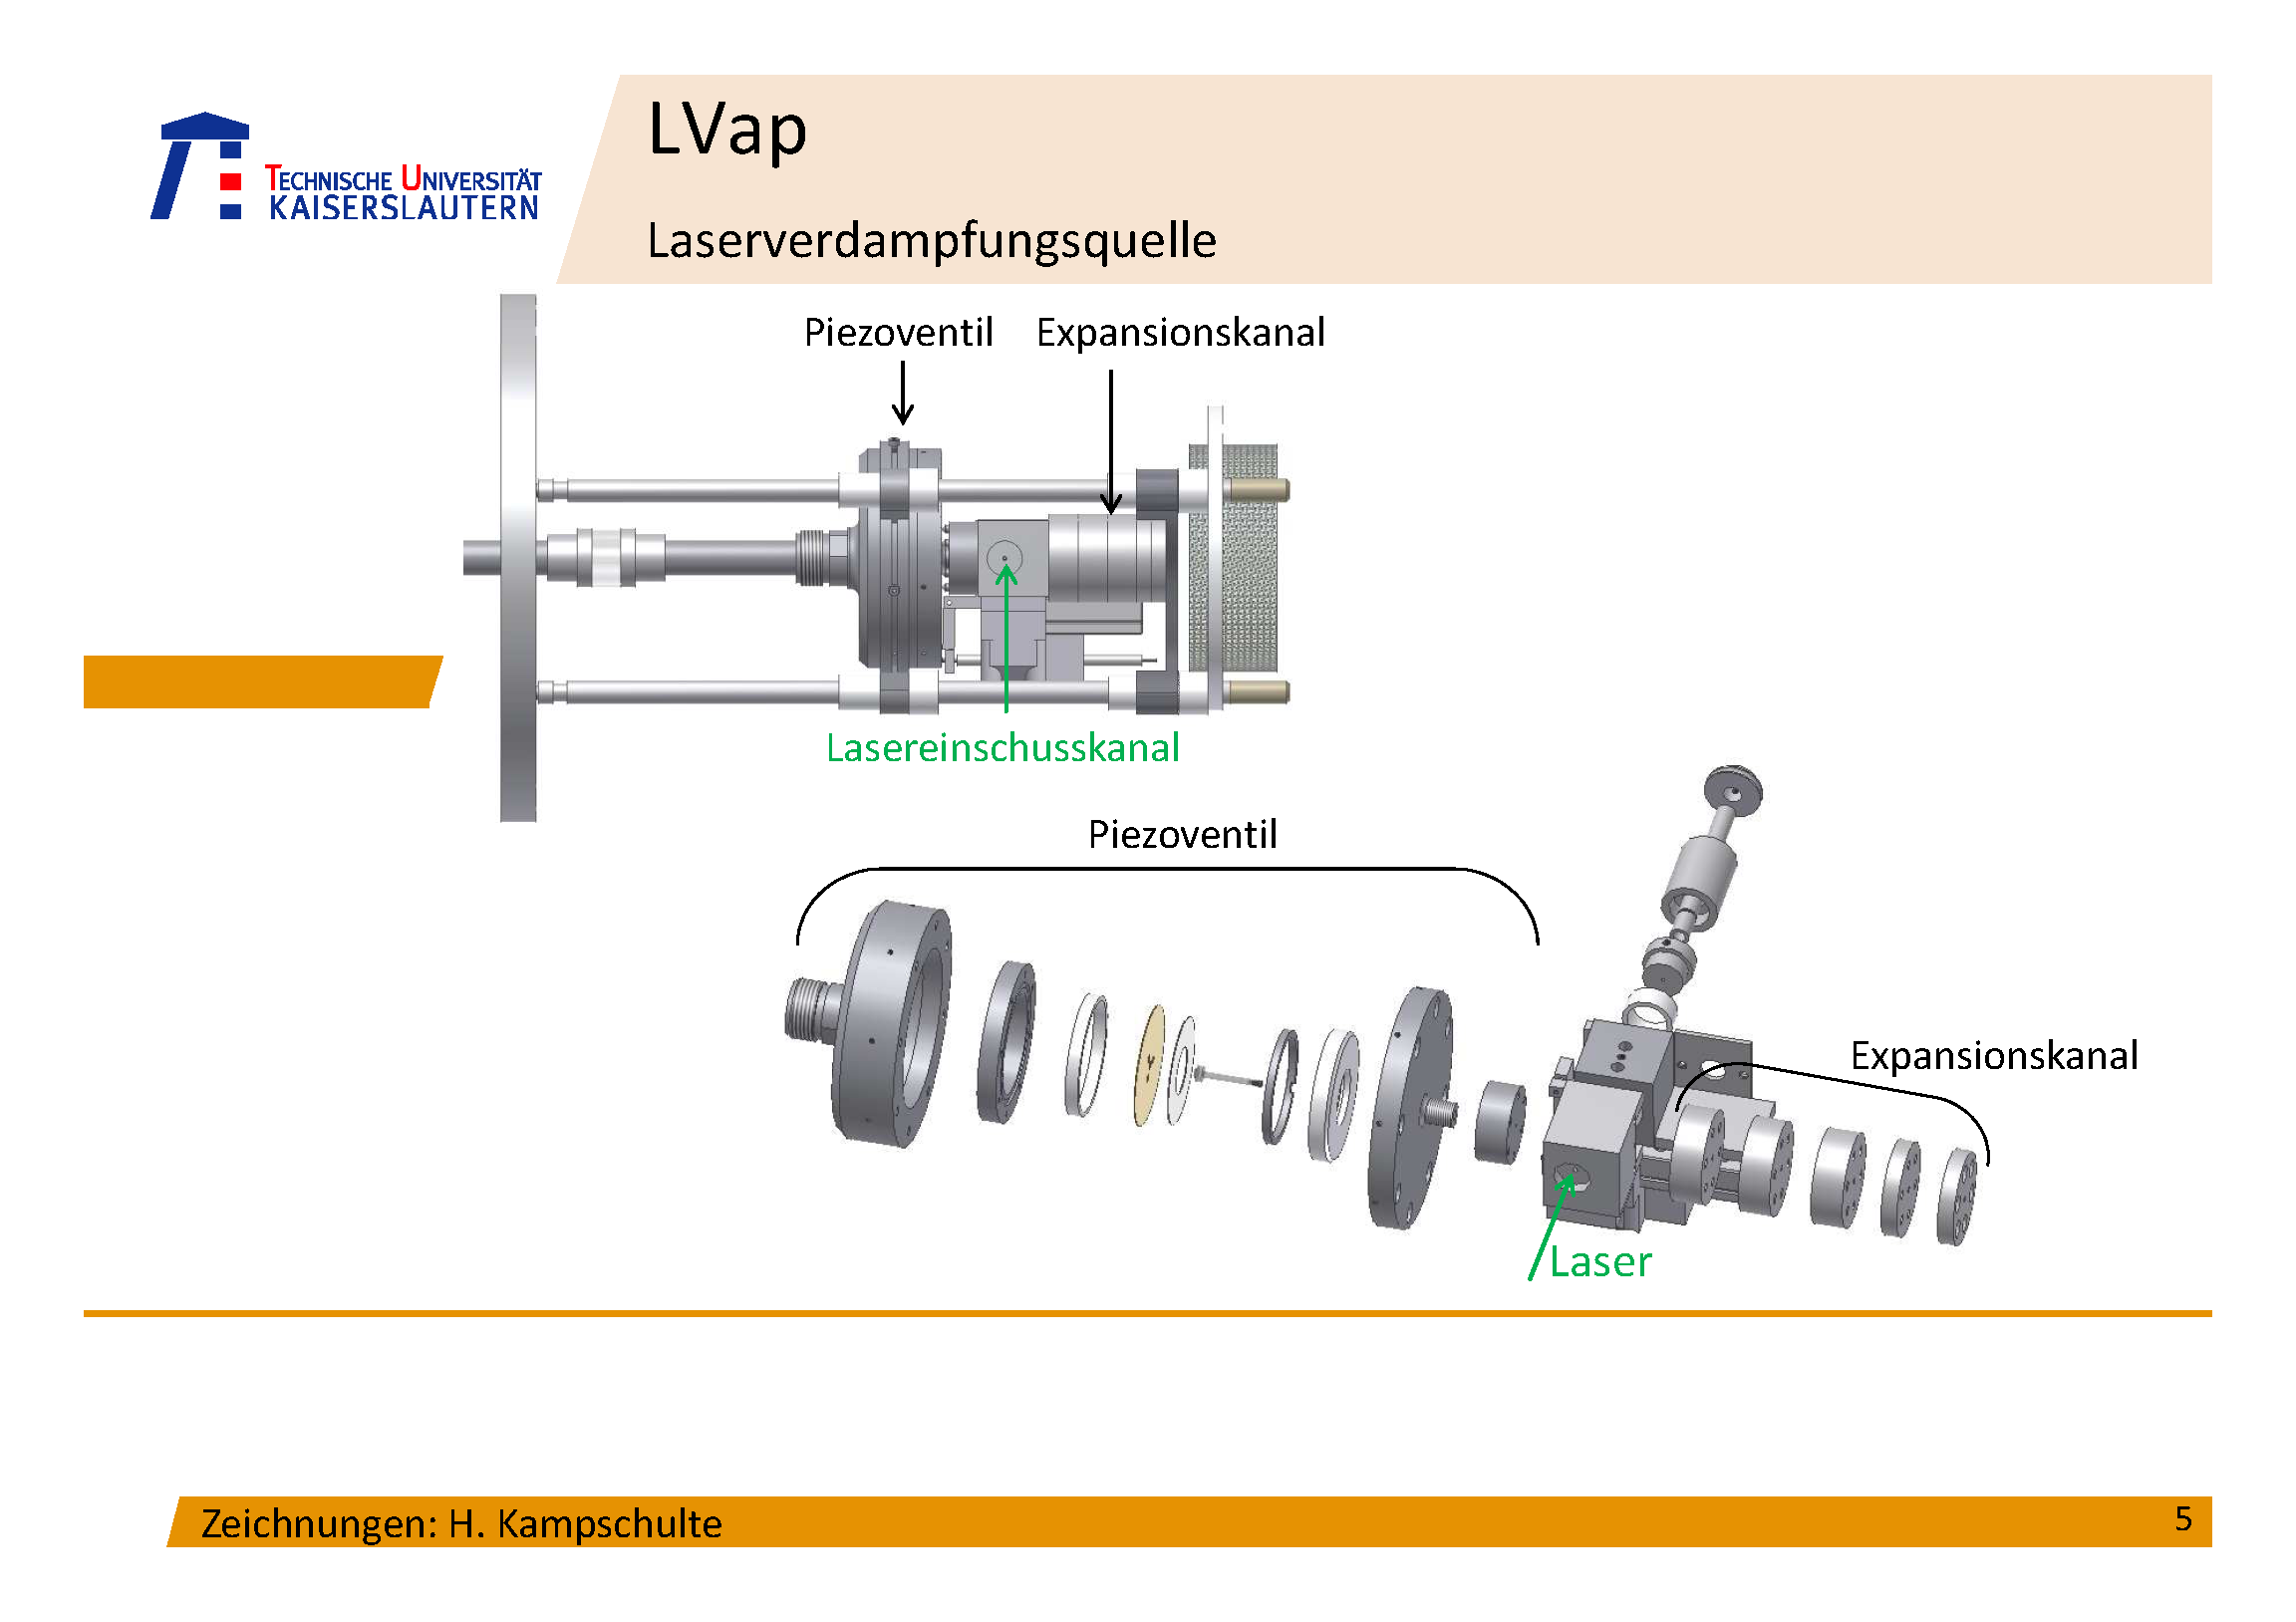 TECHNISCHE UNIVERSITÄT
KAISERSLAUTERN
LVap
Laserverdampfungsquelle
Piezoventil
Expansionskanal
Lasereinschusskanal
Piezoventil
Expansionskanal
Laser
Zeichnungen: H. Kampschulte
5